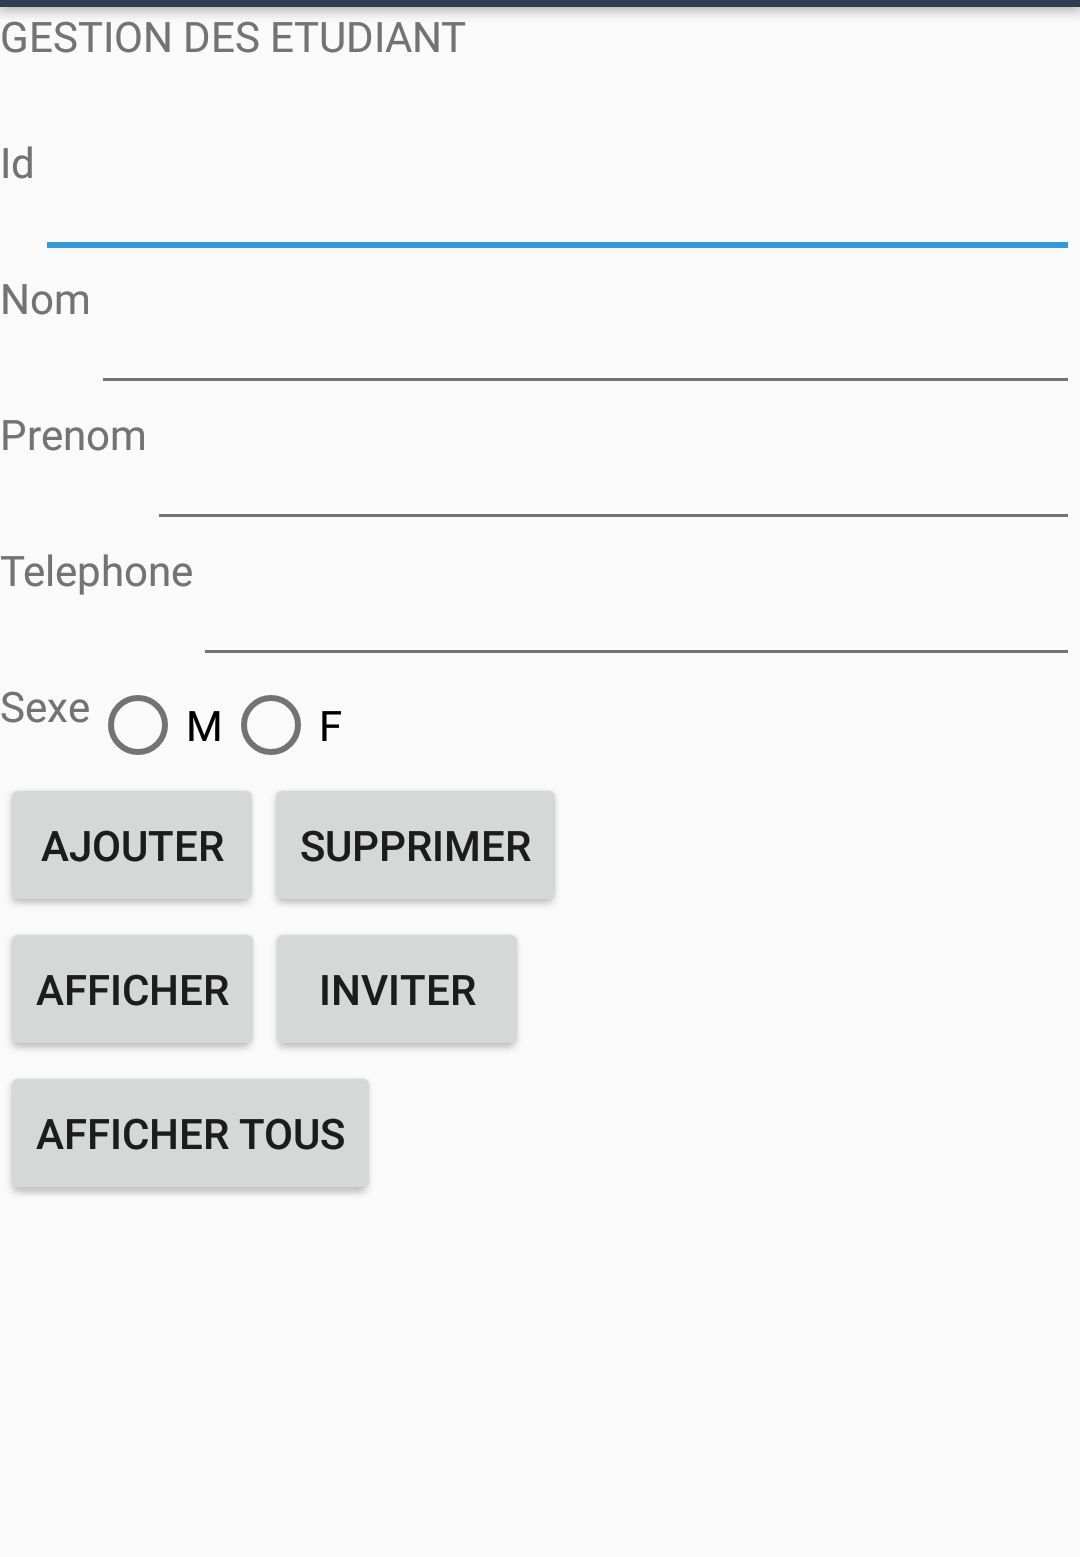 GESTION DES ETUDIANT
Id
Nom
Prenom
Telephone
Sexe M F
AJOUTER SUPPRIMER
AFFICHER INVITER
AFFICHER TOUS